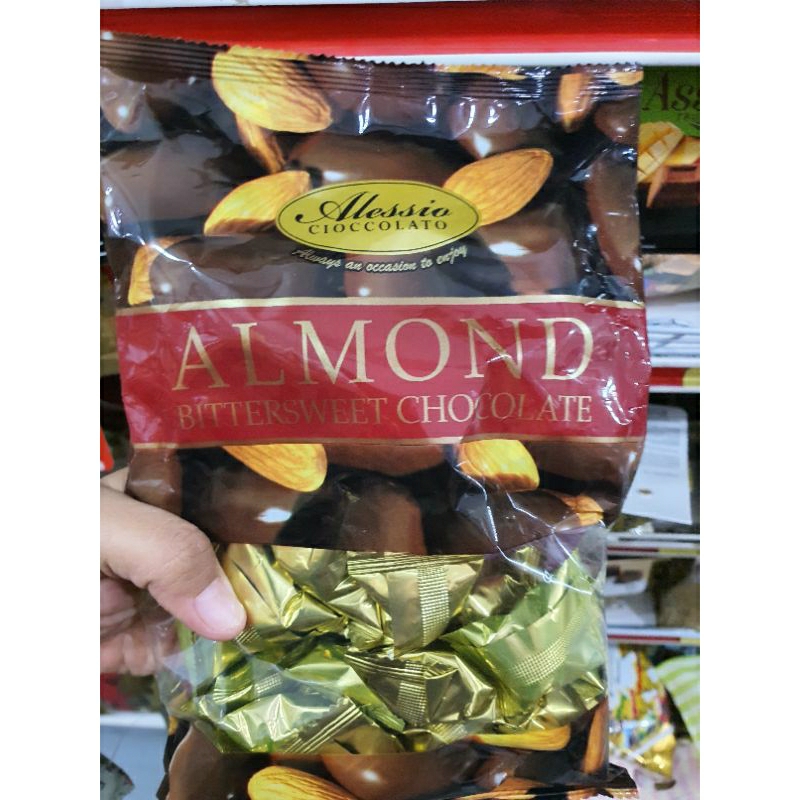 Alessio
CIOCCOLATO
Always an occasion to enjoy
ALMOND
BITTERSWEET CHOCOLATE